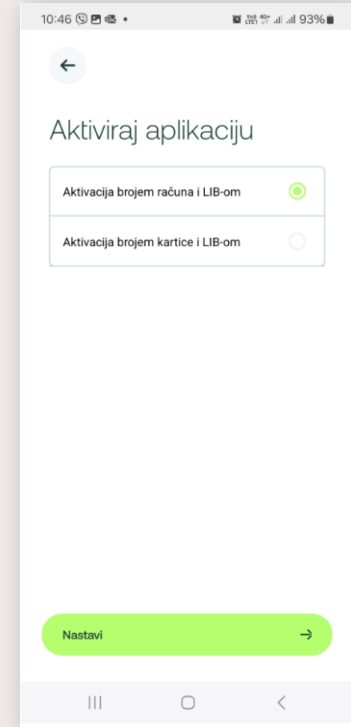 10:46
93%
Aktiviraj aplikaciju
Aktivacija brojem računa i LIB-om
Aktivacija brojem kartice i LIB-om
Nastavi